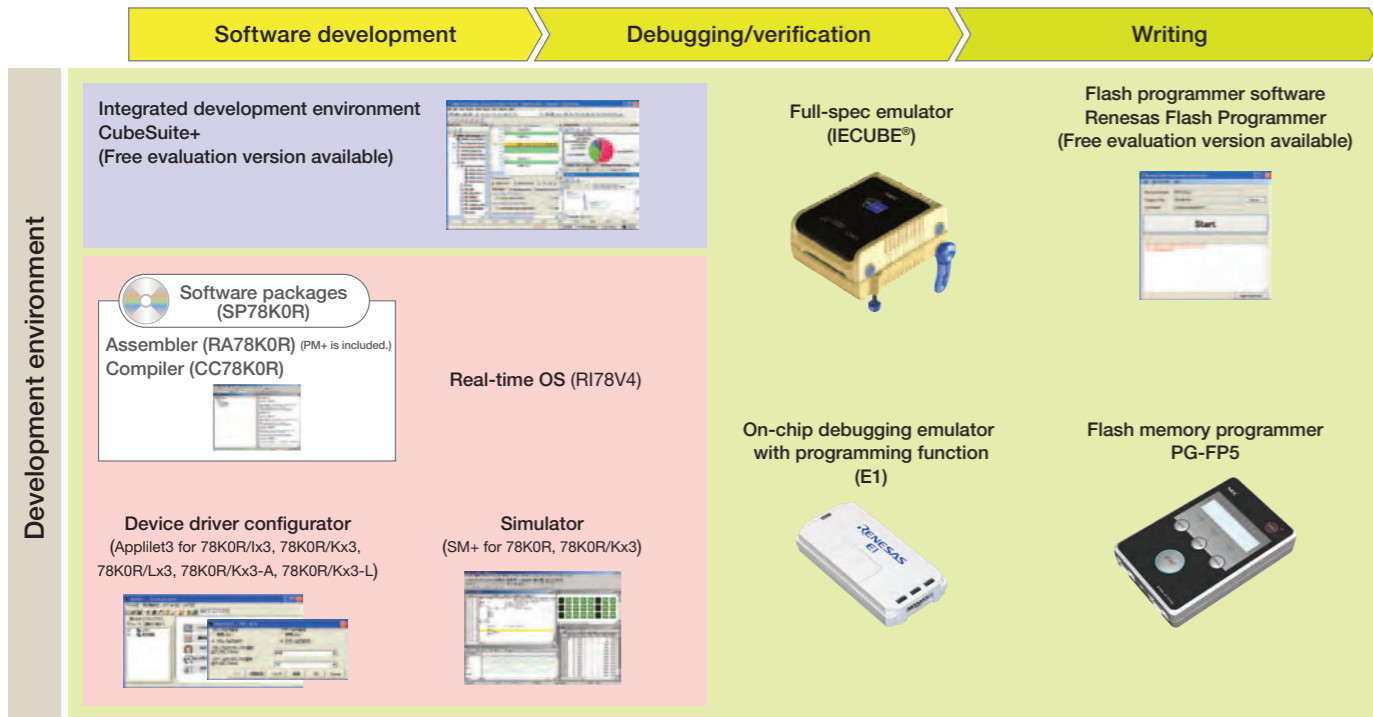 Software development
Debugging/verification
Writing
Development environment
Integrated development environment
CubeSuite+
(Free evaluation version available)
Software packages
(SP78K0R)
Assembler (RA78K0R) (PM+ is included.)
Compiler (CC78K0R)
Real-time OS (RI78V4)
Device driver configurator
(Applilet3 for 78K0R/Ix3, 78K0R/Kx3,
78K0R/Lx3, 78K0R/Kx3-A, 78K0R/Kx3-L)
Simulator
(SM+ for 78K0R, 78K0R/Kx3)
Full-spec emulator
(IECUBE®)
On-chip debugging emulator
with programming function
(E1)
RENESAS
E1
Flash programmer software
Renesas Flash Programmer
(Free evaluation version available)
Start
Flash memory programmer
PG-FP5
NEC